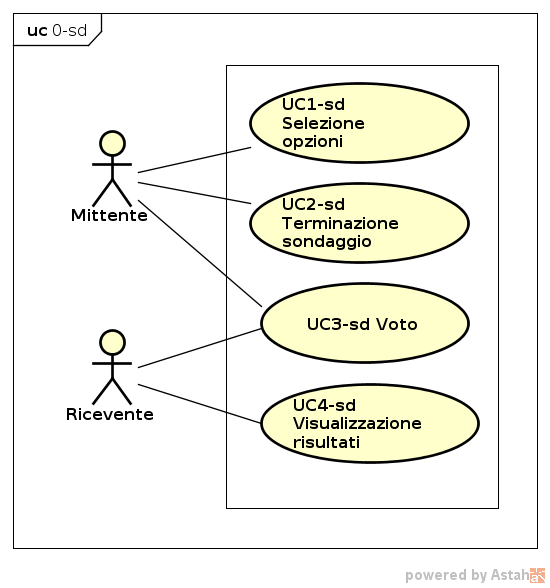 uc 0-sd
UC1-sd
Selezione
opzioni
Mittente
UC2-sd
Terminazione
sondaggio
UC3-sd Voto
Ricevente
UC4-sd
Visualizzazione
risultati
powered by Astah